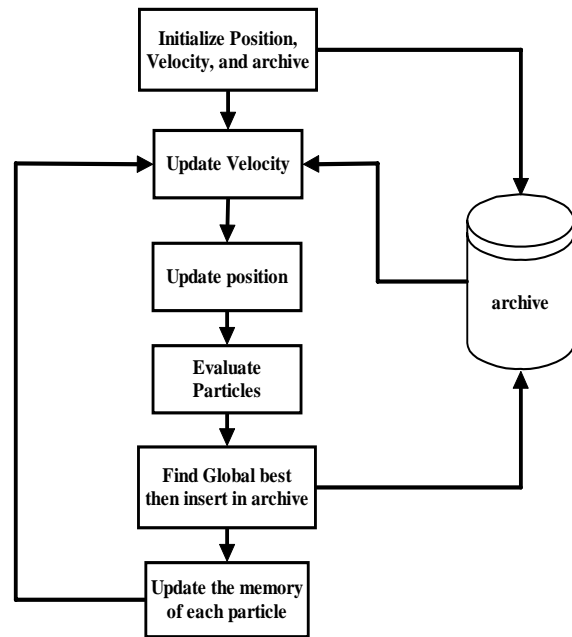 Initialize Position,
Velocity, and archive
Update Velocity
Update position
archive
Evaluate
Particles
Find Global best
then insert in archive
Update the memory
of each particle